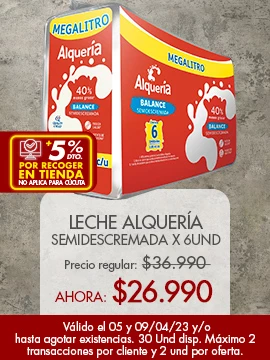 MEGALITRO
MEGALITRO
Alquería
40%
BALANCE
SEMIDESCREMADA
Alquería
BALANCE
SEMIDESCREMADA
6
40%
c/u
+5%
DTO.
POR RECOGER
EN TIENDA
NO APLICA PARA CÚCUTA
LECHE ALQUERÍA
SEMIDESCREMADA X 6UND
Precio regular: $36.990
AHORA: $26.990
Válido el 05 y 09/04/23 y/o
hasta agotar existencias. 30 Und disp. Máximo 2
transacciones por cliente y 2 und por oferta.